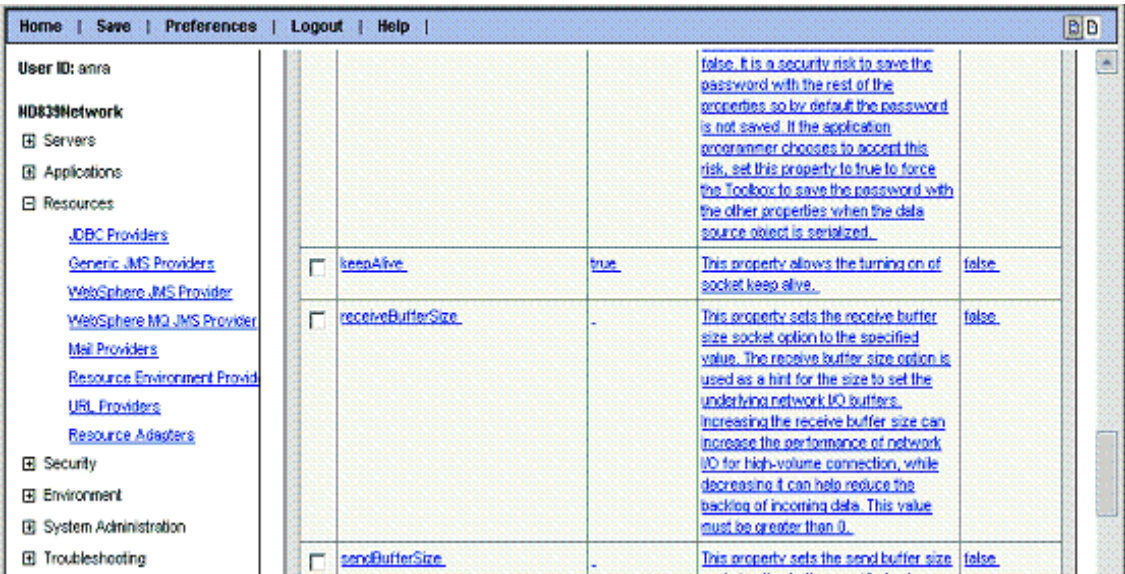 Home | Save | Preferences | Logout | Help |
User ID: amra
ND839Network
Servers
Applications
Resources
JDBC Providers
Generic JMS Providers
WebSphere JMS Provider
WebSphere MQ JMS Provider
Mail Providers
Resource Environment Provid
URL Providers
Resource Adapters
Security
Environment
System Administration
Troubleshooting
false. It is a security risk to save the
password with the rest of the
properties so by default the password
is not saved. If the application
programmer chooses to accept this
risk, set this property to true to force
the Toolbox to save the password with
the other properties when the data
source object is serialized.
keepAlive
true
This property allows the turning on of
socket keep alive.
false
receiveBufferSize
-
This property sets the receive buffer
size socket option to the specified
value. The receive buffer size option is
used as a hint for the size to set the
underlying network I/O buffers.
Increasing the receive buffer size can
increase the performance of network
I/O for high-volume connection, while
decreasing it can help reduce the
backlog of incoming data. This value
must be greater than 0.
false
sendBufferSize
-
This property sets the send buffer size
false